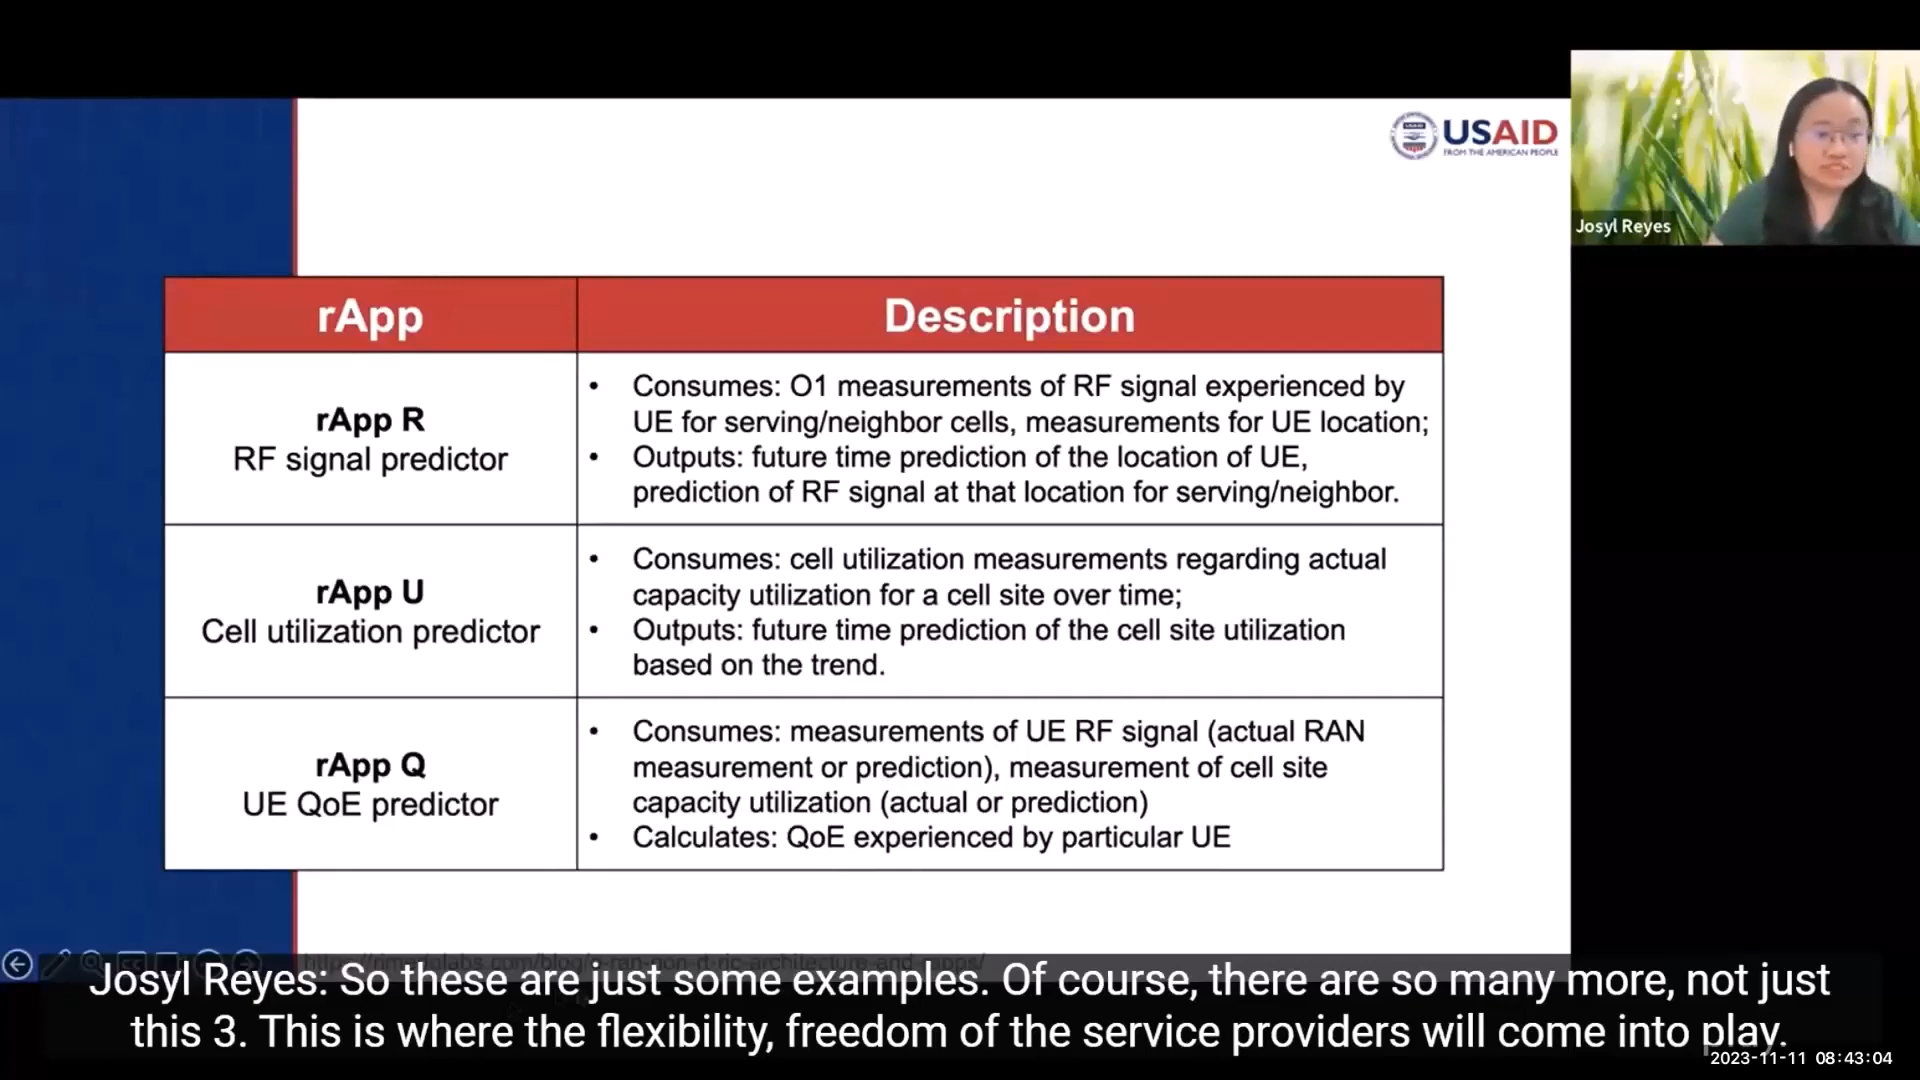 USAID
FROM THE AMERICAN PEOPLE
Josyl Reyes
rApp
Description
rApp R
RF signal predictor
• Consumes: O1 measurements of RF signal experienced by
UE for serving/neighbor cells, measurements for UE location;
• Outputs: future time prediction of the location of UE,
prediction of RF signal at that location for serving/neighbor.
rApp U
Cell utilization predictor
• Consumes: cell utilization measurements regarding actual
capacity utilization for a cell site over time;
• Outputs: future time prediction of the cell site utilization
based on the trend.
rApp Q
UE QoE predictor
• Consumes: measurements of UE RF signal (actual RAN
measurement or prediction), measurement of cell site
capacity utilization (actual or prediction)
• Calculates: QoE experienced by particular UE
Josyl Reyes: So these are just some examples. Of course, there are so many more, not just
this 3. This is where the flexibility, freedom of the service providers will come into play.
2023-11-11 08:43:04